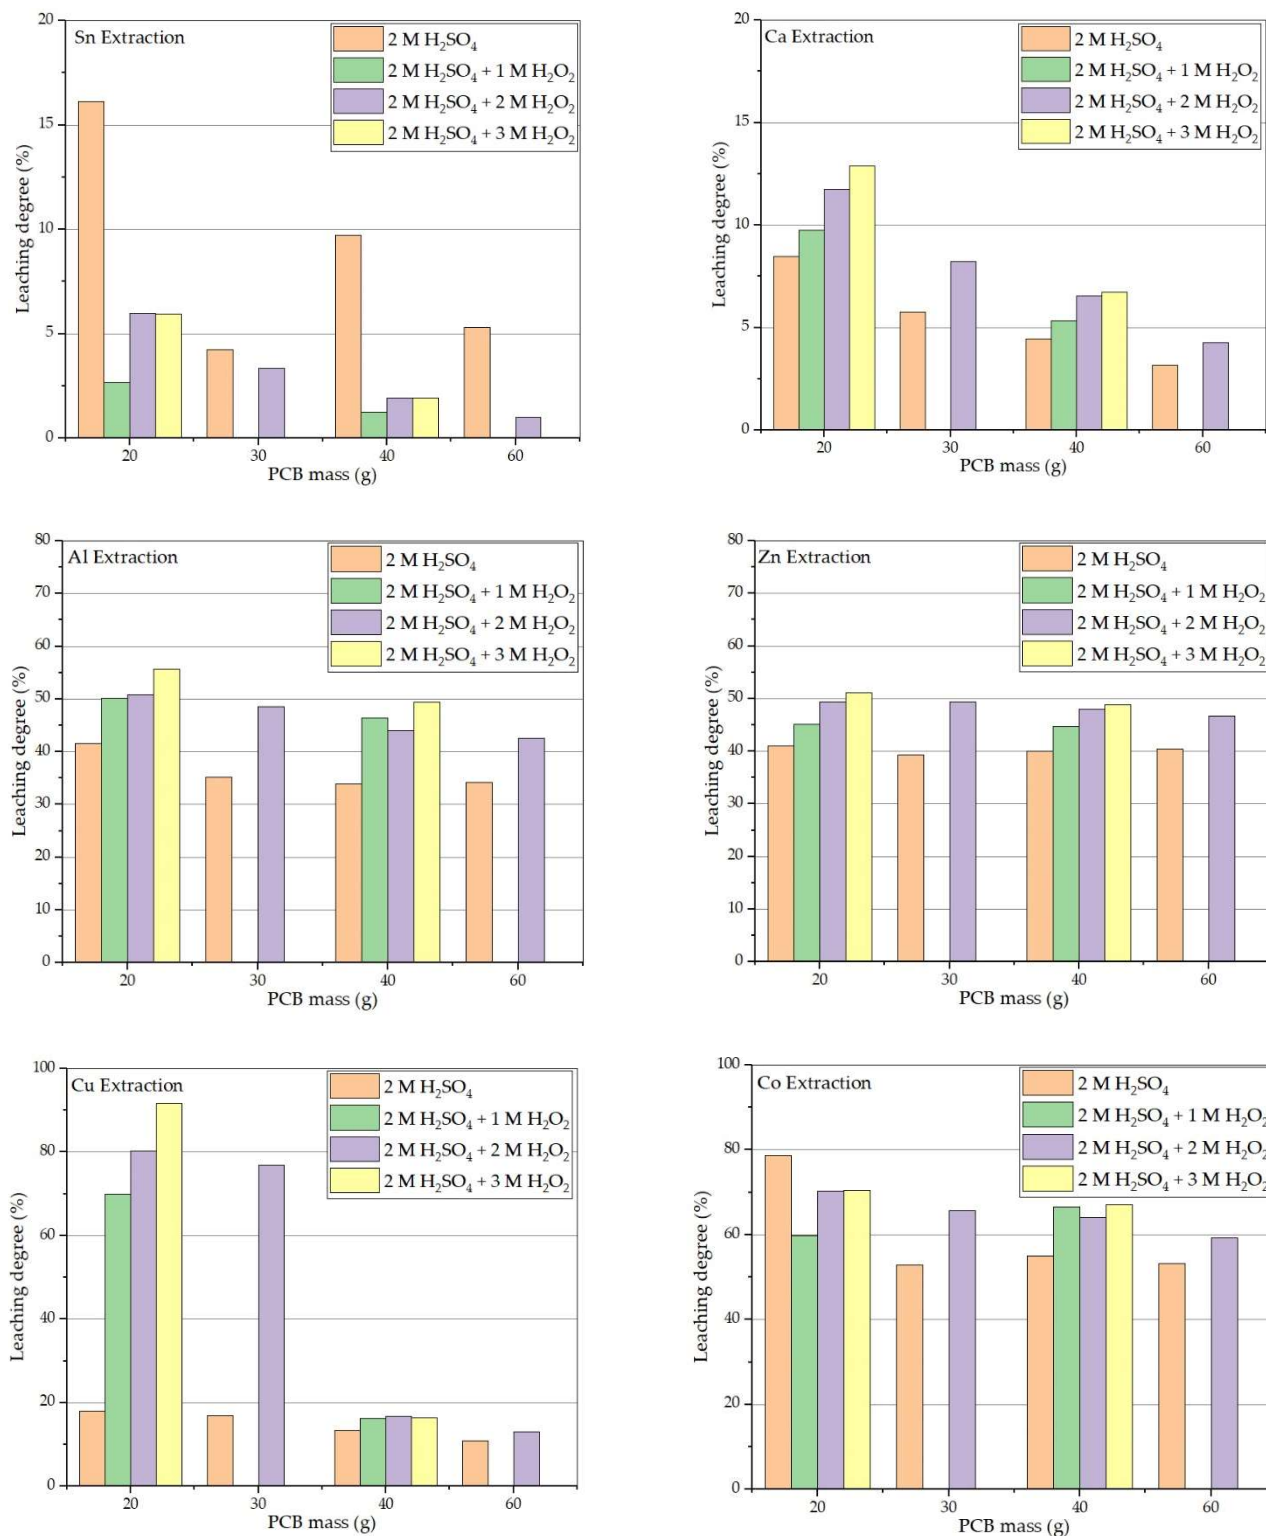 Sn Extraction
2 M H₂SO₄
2 M H₂SO₄ + 1 M H₂O₂
2 M H₂SO₄ + 2 M H₂O₂
2 M H₂SO₄ + 3 M H₂O₂
20
15
10
5
0
Leaching degree (%)
20 30 40 60
PCB mass (g)
Ca Extraction
2 M H₂SO₄
2 M H₂SO₄ + 1 M H₂O₂
2 M H₂SO₄ + 2 M H₂O₂
2 M H₂SO₄ + 3 M H₂O₂
20
15
10
5
0
Leaching degree (%)
20 30 40 60
PCB mass (g)
Al Extraction
2 M H₂SO₄
2 M H₂SO₄ + 1 M H₂O₂
2 M H₂SO₄ + 2 M H₂O₂
2 M H₂SO₄ + 3 M H₂O₂
80
70
60
50
40
30
20
10
0
Leaching degree (%)
20 30 40 60
PCB mass (g)
Zn Extraction
2 M H₂SO₄
2 M H₂SO₄ + 1 M H₂O₂
2 M H₂SO₄ + 2 M H₂O₂
2 M H₂SO₄ + 3 M H₂O₂
80
70
60
50
40
30
20
10
0
Leaching degree (%)
20 30 40 60
PCB mass (g)
Cu Extraction
2 M H₂SO₄
2 M H₂SO₄ + 1 M H₂O₂
2 M H₂SO₄ + 2 M H₂O₂
2 M H₂SO₄ + 3 M H₂O₂
100
80
60
40
20
0
Leaching degree (%)
20 30 40 60
PCB mass (g)
Co Extraction
2 M H₂SO₄
2 M H₂SO₄ + 1 M H₂O₂
2 M H₂SO₄ + 2 M H₂O₂
2 M H₂SO₄ + 3 M H₂O₂
100
80
60
40
20
0
Leaching degree (%)
20 30 40 60
PCB mass (g)